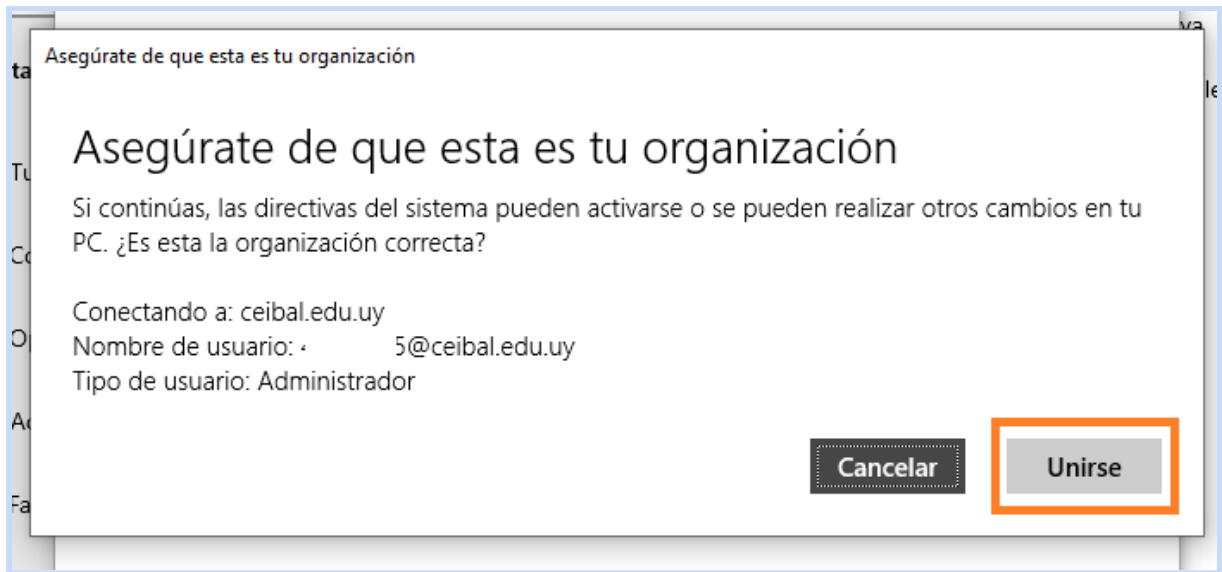 Asegúrate de que esta es tu organización
Asegúrate de que esta es tu organización
Si continúas, las directivas del sistema pueden activarse o se pueden realizar otros cambios en tu
PC. ¿Es esta la organización correcta?
Conectando a: ceibal.edu.uy
Nombre de usuario: 5@ceibal.edu.uy
Tipo de usuario: Administrador
Cancelar
Unirse